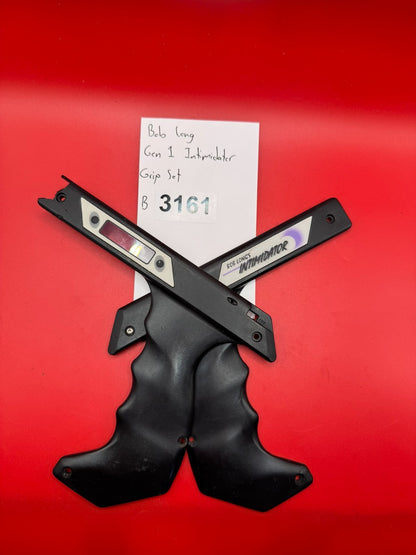 Bob Long
Gen 1 Intimidator
Grip Set
B 3161
BOB LONG'S
INTIMIDATOR